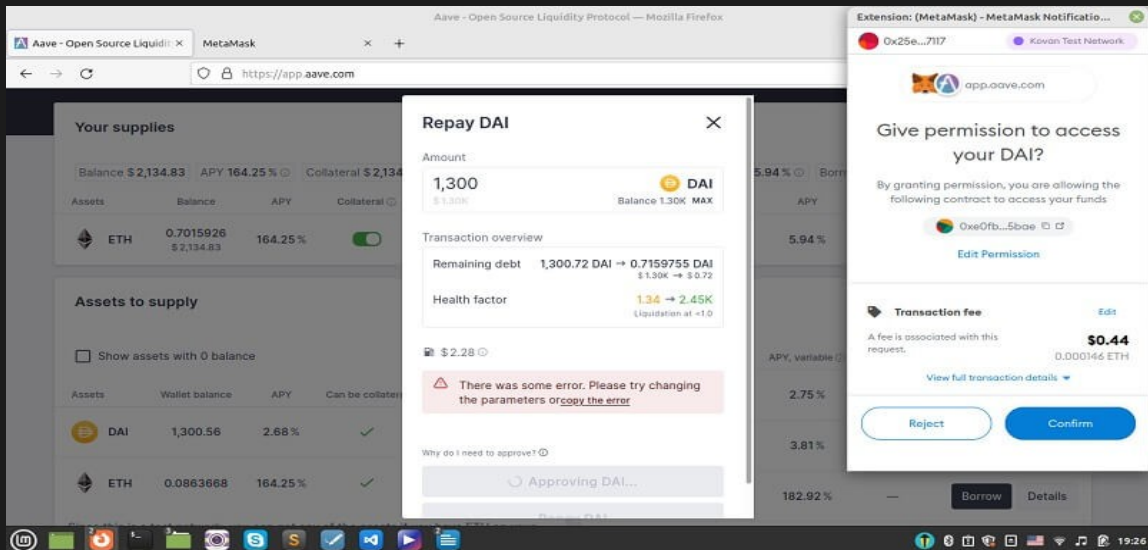 Aave - Open Source Liquidity Protocol — Mozilla Firefox
Aave - Open Source Liquidit ×
MetaMask ×
+
https://app.aave.com
Your supplies
Balance $ 2,134.83 APY 164.25 % Collateral $ 2,134
Assets Balance APY Collateral
ETH 0.7015926 164.25 %
$ 2,134.83
Assets to supply
Show assets with 0 balance
Assets Wallet balance APY Can be collater
DAI 1,300.56 2.68 %
ETH 0.0863668 164.25 %
Repay DAI
Amount
1,300 DAI
$ 1.30K Balance 1.30K MAX
Transaction overview
Remaining debt 1,300.72 DAI → 0.7159755 DAI
$ 1.30K → $ 0.72
Health factor 1.34 → 2.45K
Liquidation at <1.0
$ 2.28
There was some error. Please try changing
the parameters orcopy the error
Why do I need to approve?
Approving DAI...
Repay DAI
5.94 % Borr
APY
5.94 %
APY, variable
2.75 %
3.81 %
182.92 % — Borrow Details
Extension: (MetaMask) - MetaMask Notificatio...
0x25e...7117 Kovan Test Network
app.aave.com
Give permission to access
your DAI?
By granting permission, you are allowing the
following contract to access your funds
0xe0fb...5bae
Edit Permission
Transaction fee Edit
A fee is associated with this
request.
$0.44
0.000146 ETH
View full transaction details
Reject Confirm
19:26